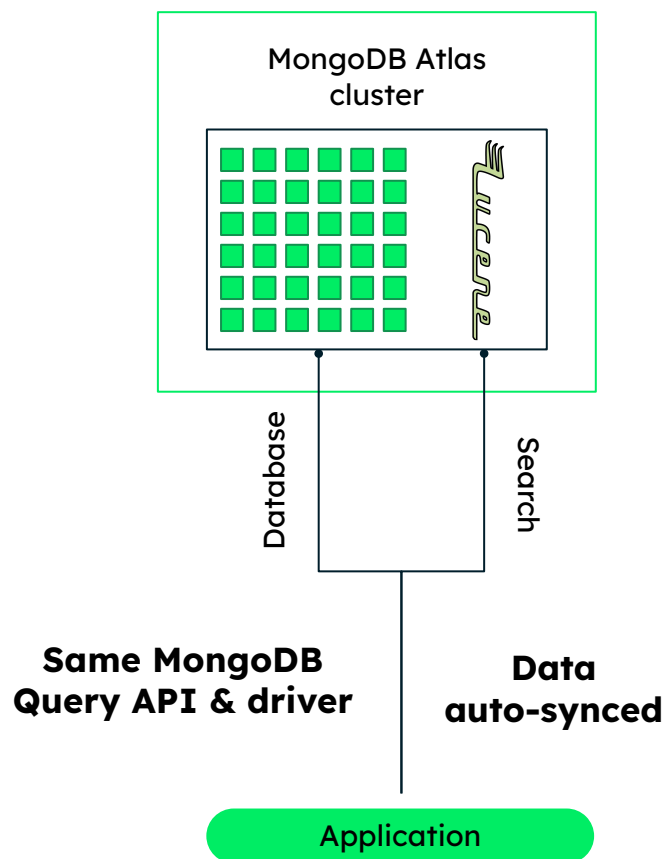 MongoDB Atlas
cluster
Lucene
Database
Search
Same MongoDB
Query API & driver
Data
auto-synced
Application